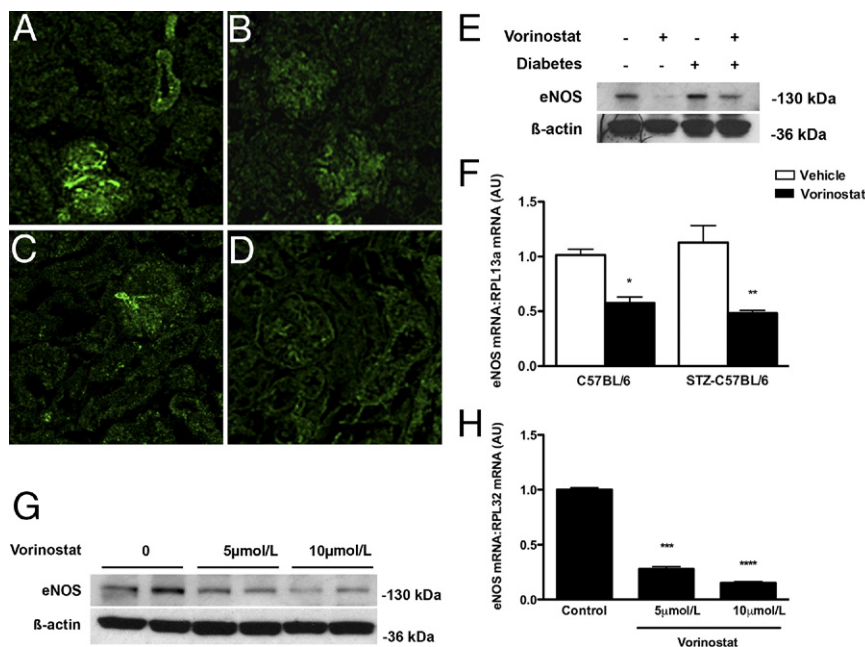 A
B
C
D
E
Vorinostat - + - +
Diabetes - - + +
eNOS
-130 kDa
ß-actin
-36 kDa
F
Vehicle
Vorinostat
eNOS mRNA:RPL13a mRNA (AU)
1.5
1.0
0.5
0.0
*
**
C57BL/6
STZ-C57BL/6
G
Vorinostat 0 5µmol/L 10µmol/L
eNOS
-130 kDa
ß-actin
-36 kDa
H
eNOS mRNA:RPL32 mRNA (AU)
1.5
1.0
0.5
0.0
***
****
Control 5µmol/L 10µmol/L
Vorinostat